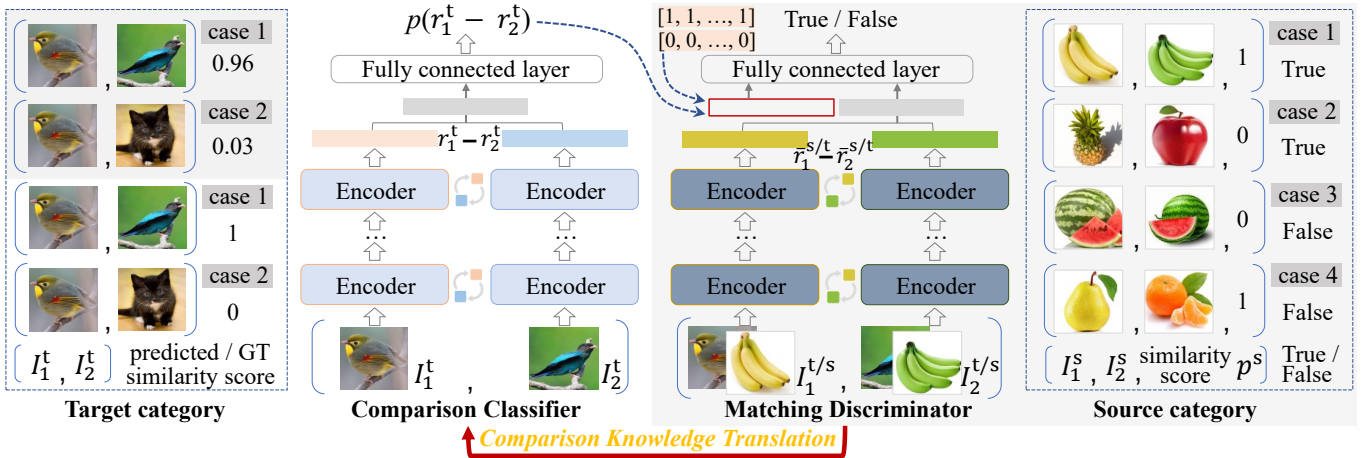 case 1
0.96
,
case 2
0.03
,
case 1
1
,
case 2
0
,
I₁ᵗ , I₂ᵗ
predicted / GT
similarity score
Target category
p(r₁ᵗ − r₂ᵗ)
Fully connected layer
r₁ᵗ − r₂ᵗ
Encoder
Encoder
...
...
Encoder
Encoder
I₁ᵗ , I₂ᵗ
Comparison Classifier
[1, 1, ..., 1]
[0, 0, ..., 0]
True / False
Fully connected layer
r̄₁ˢ/ᵗ − r̄₂ˢ/ᵗ
Encoder
Encoder
...
...
Encoder
Encoder
I₁ᵗ/ˢ , I₂ᵗ/ˢ
Matching Discriminator
Comparison Knowledge Translation
case 1
, , 1
True
case 2
, , 0
True
case 3
, , 0
False
case 4
, , 1
False
I₁ˢ , I₂ˢ , similarity score pˢ
True /
False
Source category